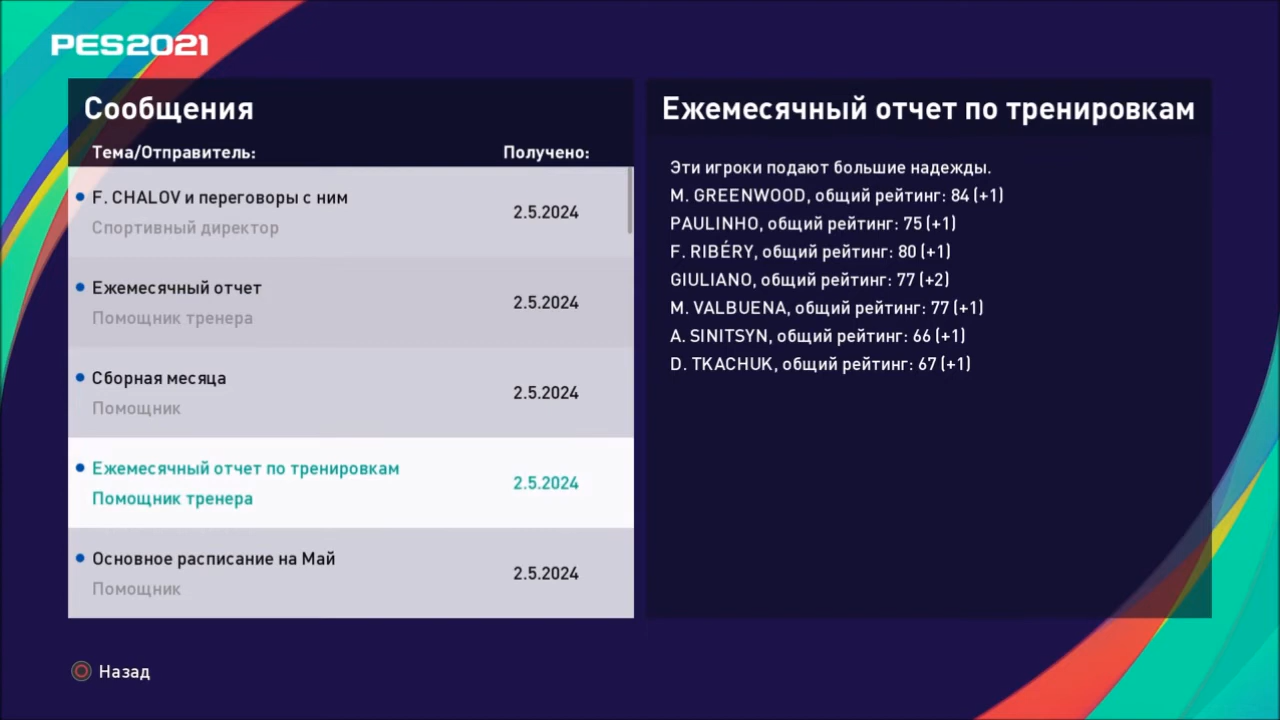 PES2021
Сообщения
Тема/Отправитель: Получено:
F. CHALOV и переговоры с ним
Спортивный директор
2.5.2024
Ежемесячный отчет
Помощник тренера
2.5.2024
Сборная месяца
Помощник
2.5.2024
Ежемесячный отчет по тренировкам
Помощник тренера
2.5.2024
Основное расписание на Май
Помощник
2.5.2024
Ежемесячный отчет по тренировкам
Эти игроки подают большие надежды.
M. GREENWOOD, общий рейтинг: 84 (+1)
PAULINHO, общий рейтинг: 75 (+1)
F. RIBÉRY, общий рейтинг: 80 (+1)
GIULIANO, общий рейтинг: 77 (+2)
M. VALBUENA, общий рейтинг: 77 (+1)
A. SINITSYN, общий рейтинг: 66 (+1)
D. TKACHUK, общий рейтинг: 67 (+1)
Назад